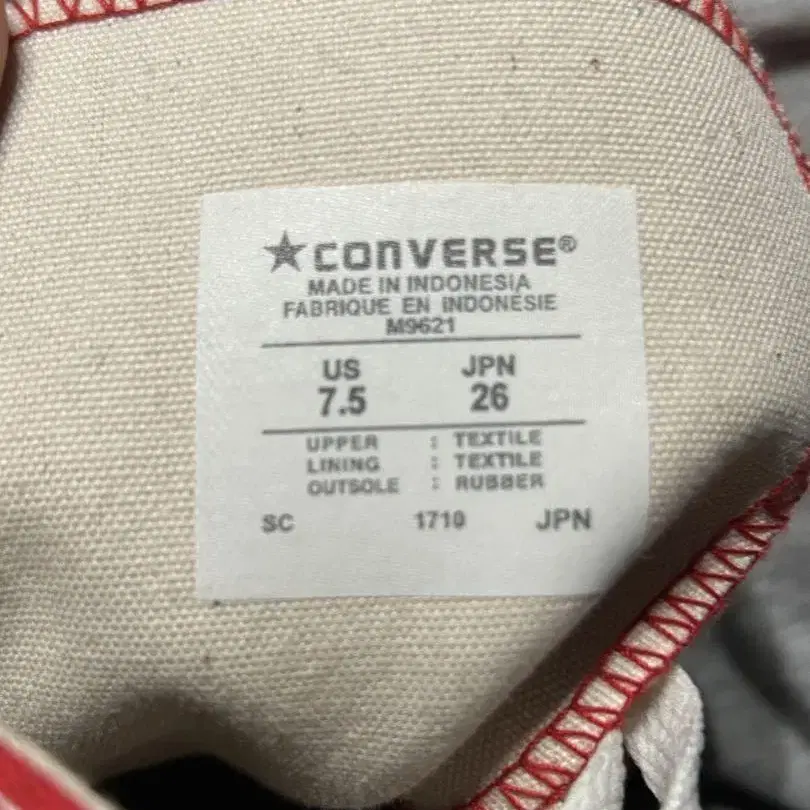 ★CONVERSE®
MADE IN INDONESIA
FABRIQUE EN INDONESIE
M9621
US JPN
7.5 26
UPPER : TEXTILE
LINING : TEXTILE
OUTSOLE : RUBBER
SC 1710 JPN